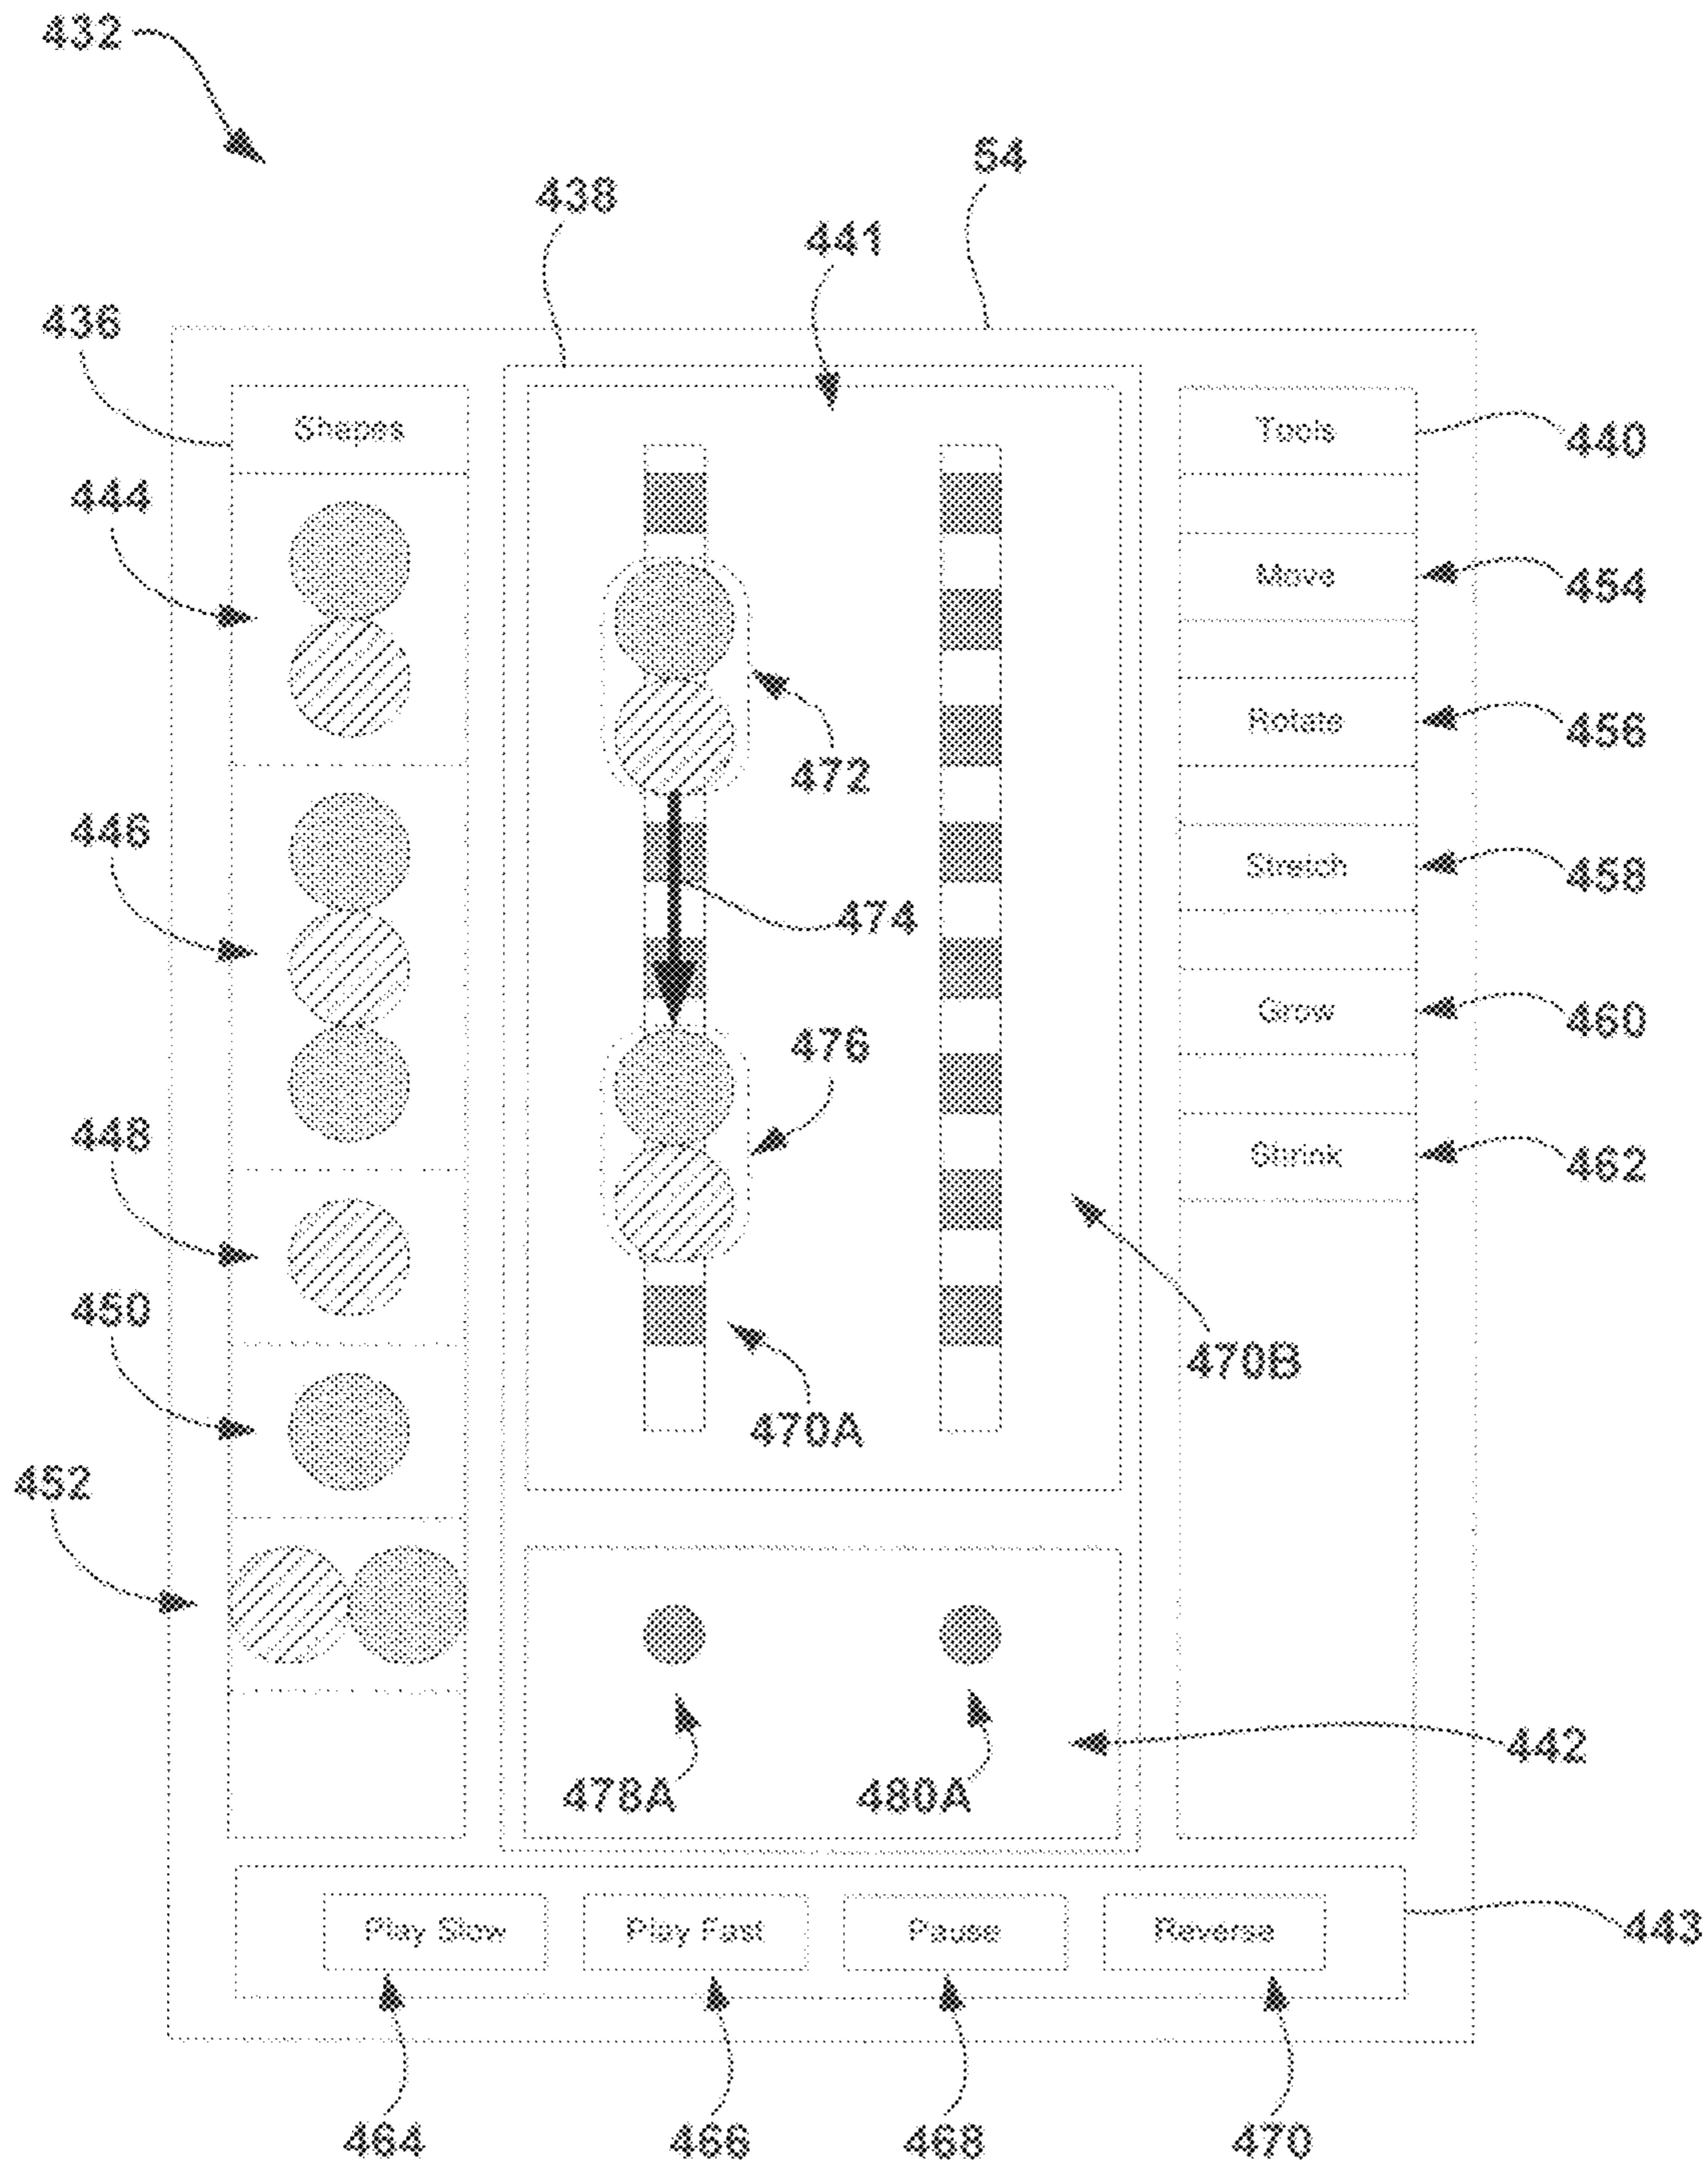 432
54
438
441
436
Shapes
Tools
440
444
454
Move
456
Rotate
472
446
458
Stretch
474
460
Grow
476
448
462
Shrink
450
470B
470A
452
442
478A
480A
443
Play Slow
Play Fast
Pause
Reverse
464
466
468
470